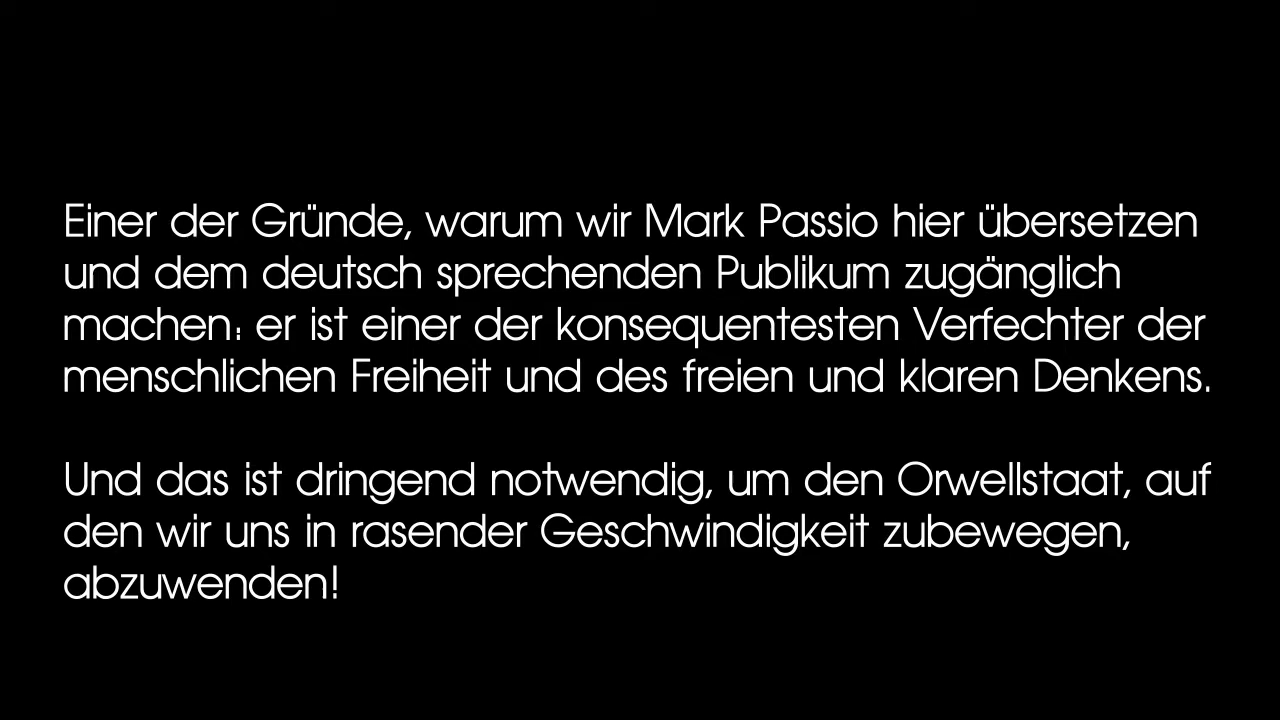 Einer der Gründe, warum wir Mark Passio hier übersetzen
und dem deutsch sprechenden Publikum zugänglich
machen: er ist einer der konsequentesten Verfechter der
menschlichen Freiheit und des freien und klaren Denkens.
Und das ist dringend notwendig, um den Orwellstaat, auf
den wir uns in rasender Geschwindigkeit zubewegen,
abzuwenden!